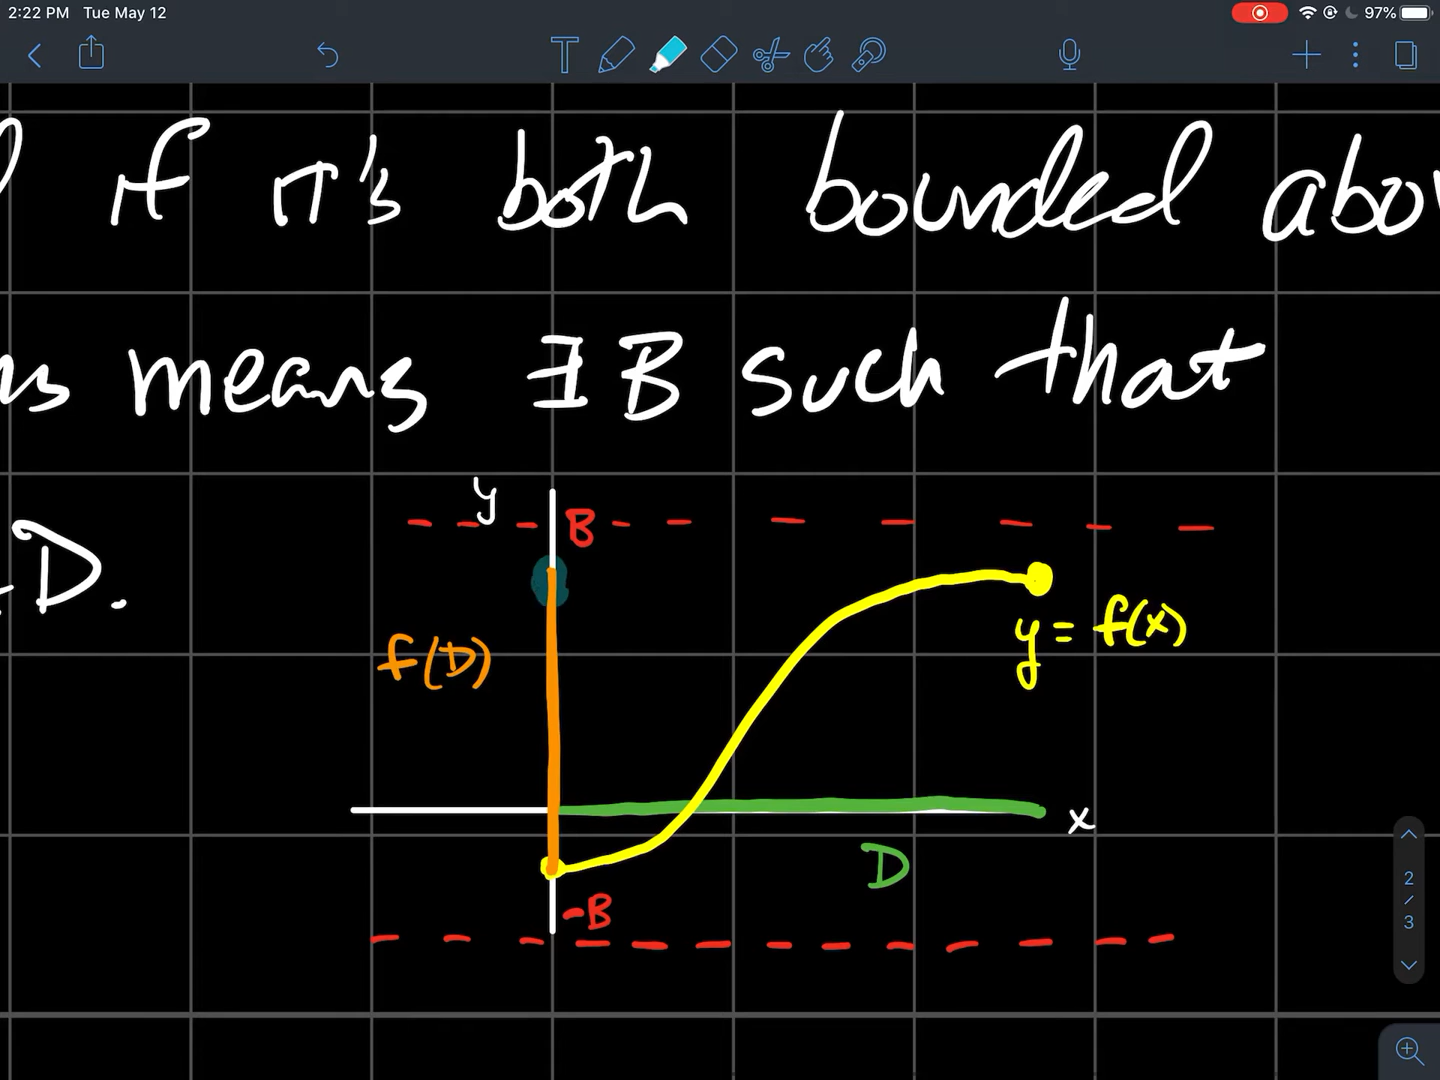 2:22 PM Tue May 12 97%
if it's both bounded abo
means ∃ B such that
y
B
D.
f(D)
y = f(x)
x
D
-B
2
/
3